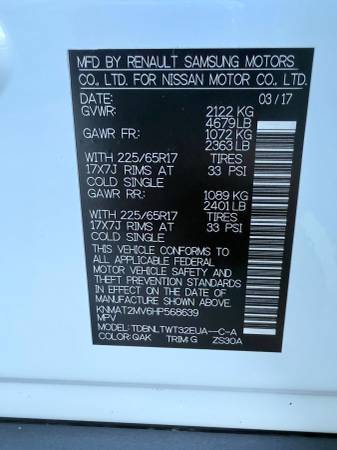 MFD BY RENAULT SAMSUNG MOTORS
CO., LTD. FOR NISSAN MOTOR CO., LTD.
DATE: 03/17
GVWR: 2122 KG
4679 LB
GAWR FR: 1072 KG
2363 LB
WITH 225/65R17 TIRES
17X7J RIMS AT 33 PSI
COLD SINGLE
GAWR RR: 1089 KG
2401 LB
WITH 225/65R17 TIRES
17X7J RIMS AT 33 PSI
COLD SINGLE
THIS VEHICLE CONFORMS TO
ALL APPLICABLE FEDERAL
MOTOR VEHICLE SAFETY AND
THEFT PREVENTION STANDARDS
IN EFFECT ON THE DATE OF
MANUFACTURE SHOWN ABOVE.
KNMAT2MV6HP568639
MPV
MODEL: TDBNLTWT32EUA--C-A
COLOR: QAK TRIM: G ZS30A